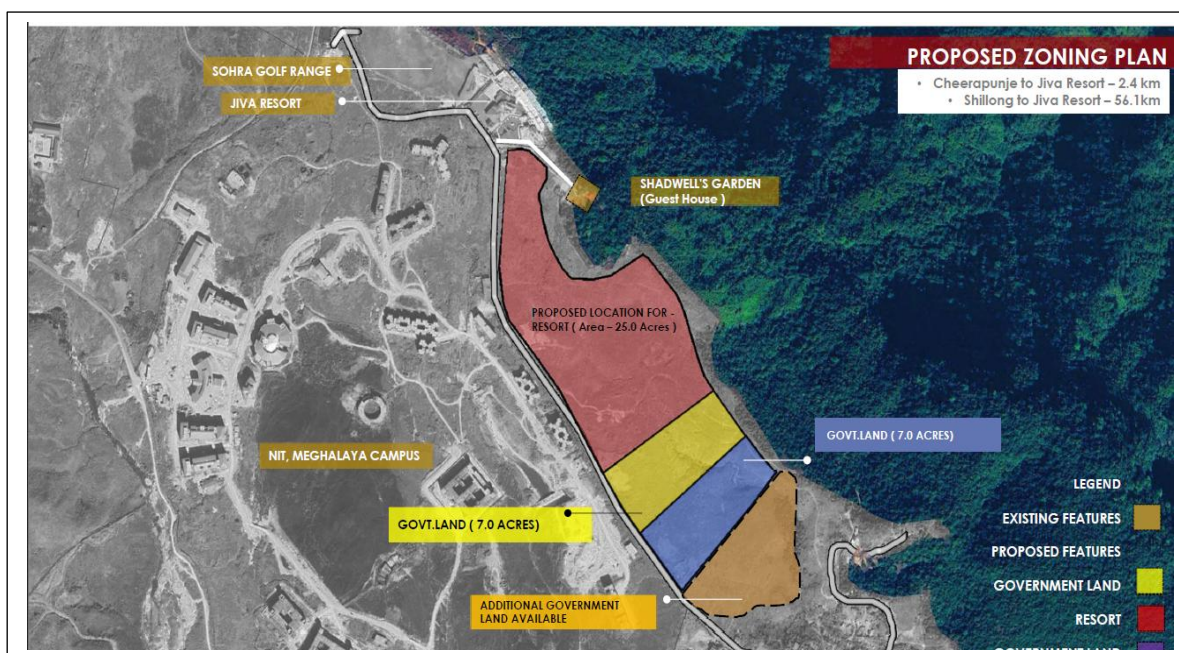 PROPOSED ZONING PLAN
• Cheerapunje to Jiva Resort – 2.4 km
• Shillong to Jiva Resort – 56.1km
SOHRA GOLF RANGE
JIVA RESORT
SHADWELL'S GARDEN
(Guest House )
PROPOSED LOCATION FOR -
RESORT ( Area – 25.0 Acres )
GOVT.LAND ( 7.0 ACRES)
NIT, MEGHALAYA CAMPUS
GOVT.LAND ( 7.0 ACRES)
ADDITIONAL GOVERNMENT
LAND AVAILABLE
LEGEND
EXISTING FEATURES
PROPOSED FEATURES
GOVERNMENT LAND
RESORT
GOVERNMENT LAND